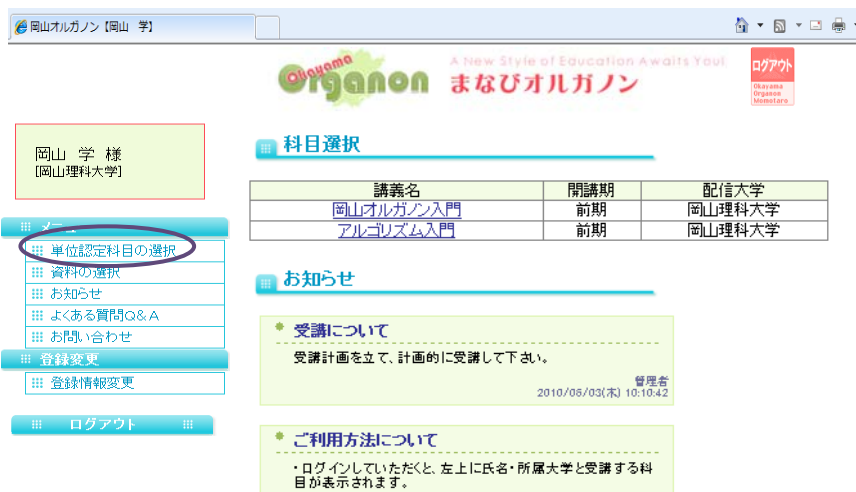 岡山オルガノン【岡山 学】
Okayama
Organon
A New Style of Education Awaits You!
まなびオルガノン
ログアウト
Okayama
Organon
Momotaro
岡山 学 様
[岡山理科大学]
メニュー
単位認定科目の選択
資料の選択
お知らせ
よくある質問Q&A
お問い合わせ
登録変更
登録情報変更
ログアウト
科目選択
講義名 開講期 配信大学
岡山オルガノン入門 前期 岡山理科大学
アルゴリズム入門 前期 岡山理科大学
お知らせ
受講について
受講計画を立て、計画的に受講して下さい。
管理者
2010/06/03(木) 10:10:42
ご利用方法について
・ログインしていただくと、左上に氏名・所属大学と受講する科
目が表示されます。